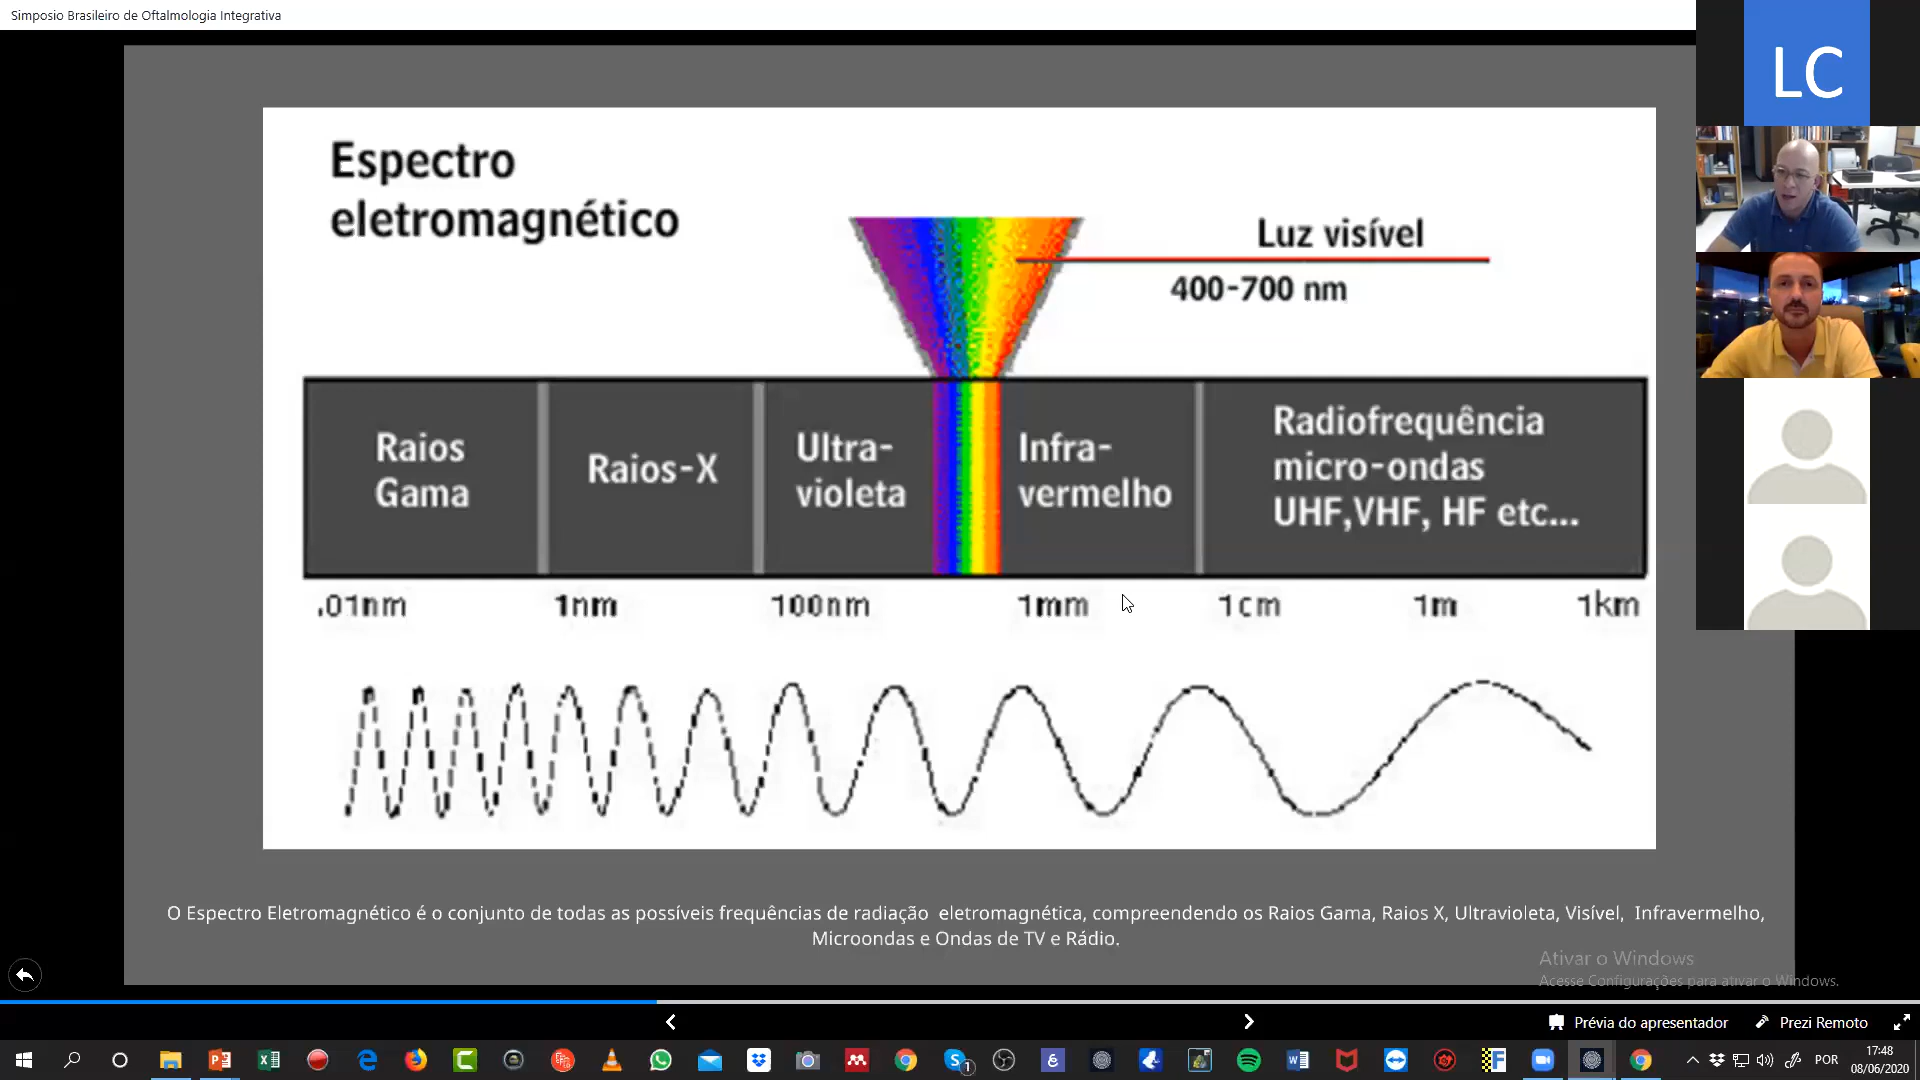 Simposio Brasileiro de Oftalmologia Integrativa
LC
Espectro
eletromagnético
Luz visível
400-700 nm
Raios
Gama
Raios-X
Ultra-
violeta
Infra-
vermelho
Radiofrequência
micro-ondas
UHF,VHF, HF etc...
.01nm 1nm 100nm 1mm 1cm 1m 1km
O Espectro Eletromagnético é o conjunto de todas as possíveis frequências de radiação eletromagnética, compreendendo os Raios Gama, Raios X, Ultravioleta, Visível, Infravermelho,
Microondas e Ondas de TV e Rádio.
Ativar o Windows
Acesse Configurações para ativar o Windows.
Prévia do apresentador
Prezi Remoto
POR
17:48
08/06/2020